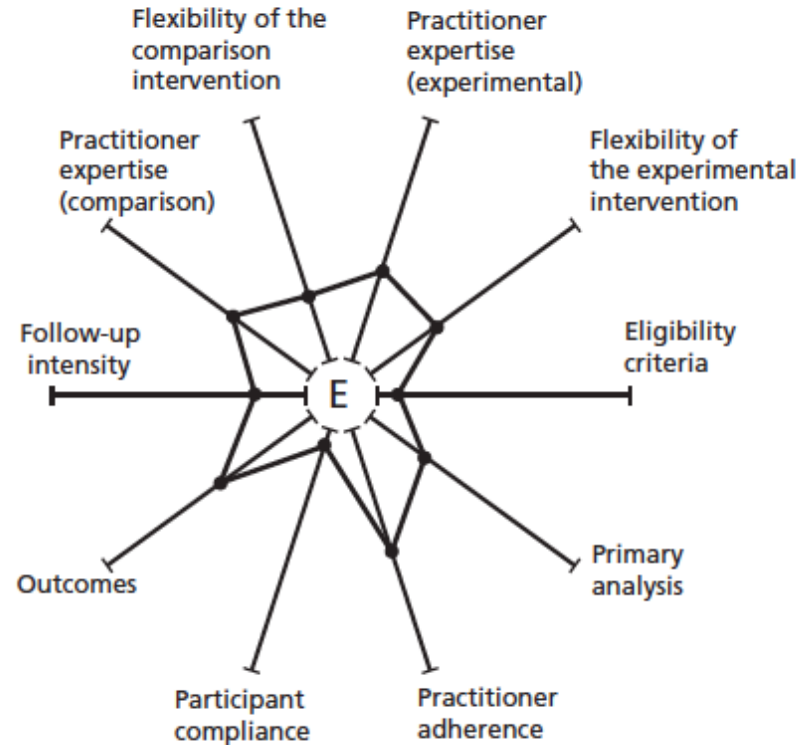 Flexibility of the
comparison
intervention
Practitioner
expertise
(experimental)
Practitioner
expertise
(comparison)
Flexibility of
the experimental
intervention
Follow-up
intensity
E
Eligibility
criteria
Outcomes
Primary
analysis
Participant
compliance
Practitioner
adherence